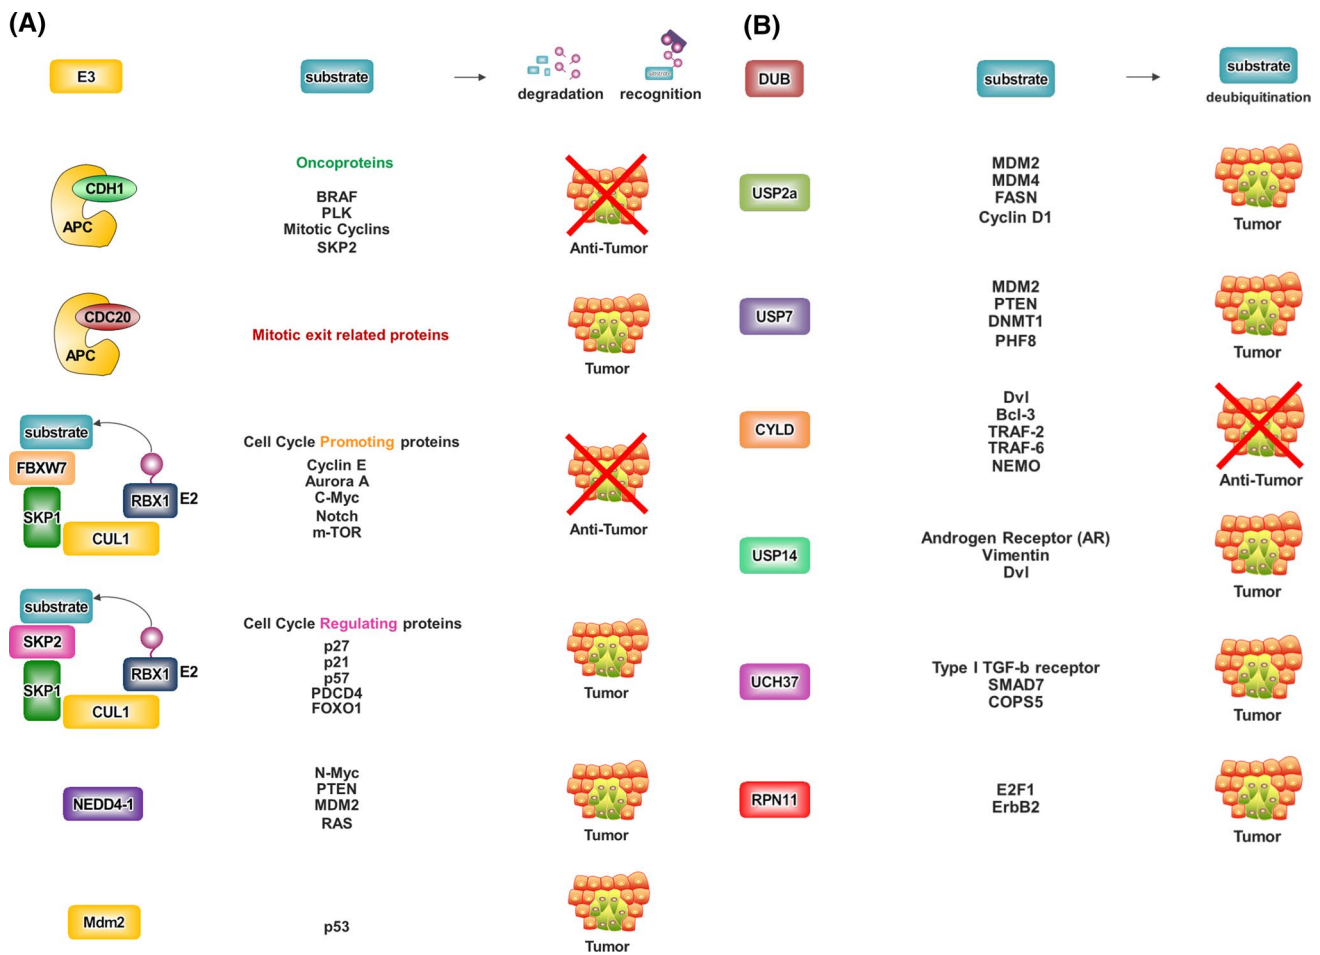 (A)
E3
substrate
degradation
recognition
CDH1
APC
Oncoproteins
BRAF
PLK
Mitotic Cyclins
SKP2
Anti-Tumor
CDC20
APC
Mitotic exit related proteins
Tumor
substrate
FBXW7
SKP1
RBX1
E2
CUL1
Cell Cycle Promoting proteins
Cyclin E
Aurora A
C-Myc
Notch
m-TOR
Anti-Tumor
substrate
SKP2
SKP1
RBX1
E2
CUL1
Cell Cycle Regulating proteins
p27
p21
p57
PDCD4
FOXO1
Tumor
NEDD4-1
N-Myc
PTEN
MDM2
RAS
Tumor
Mdm2
p53
Tumor
(B)
DUB
substrate
substrate
deubiquitination
USP2a
MDM2
MDM4
FASN
Cyclin D1
Tumor
USP7
MDM2
PTEN
DNMT1
PHF8
Tumor
CYLD
Dvl
Bcl-3
TRAF-2
TRAF-6
NEMO
Anti-Tumor
USP14
Androgen Receptor (AR)
Vimentin
Dvl
Tumor
UCH37
Type I TGF-b receptor
SMAD7
COPS5
Tumor
RPN11
E2F1
ErbB2
Tumor